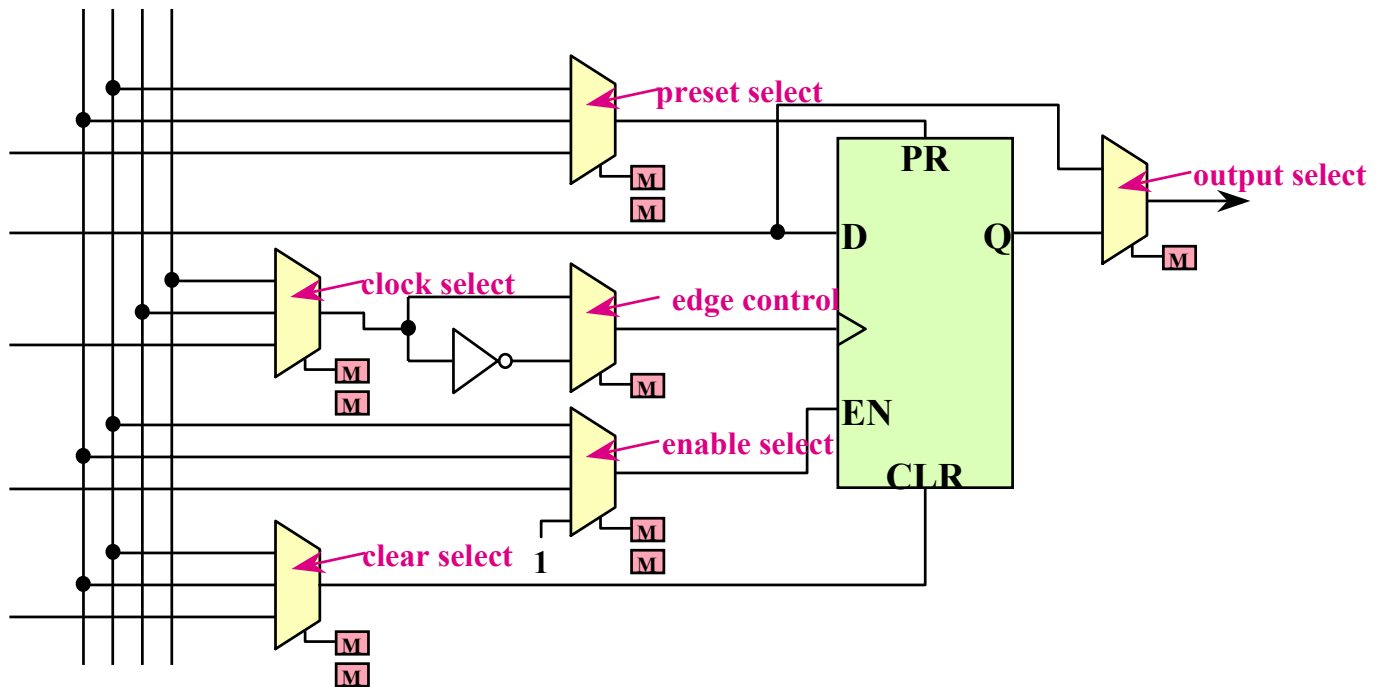 preset select
PR
M
output select
M
D
Q
M
clock select
edge control
M
M
M
EN
enable select
CLR
M
1
clear select
M
M
M